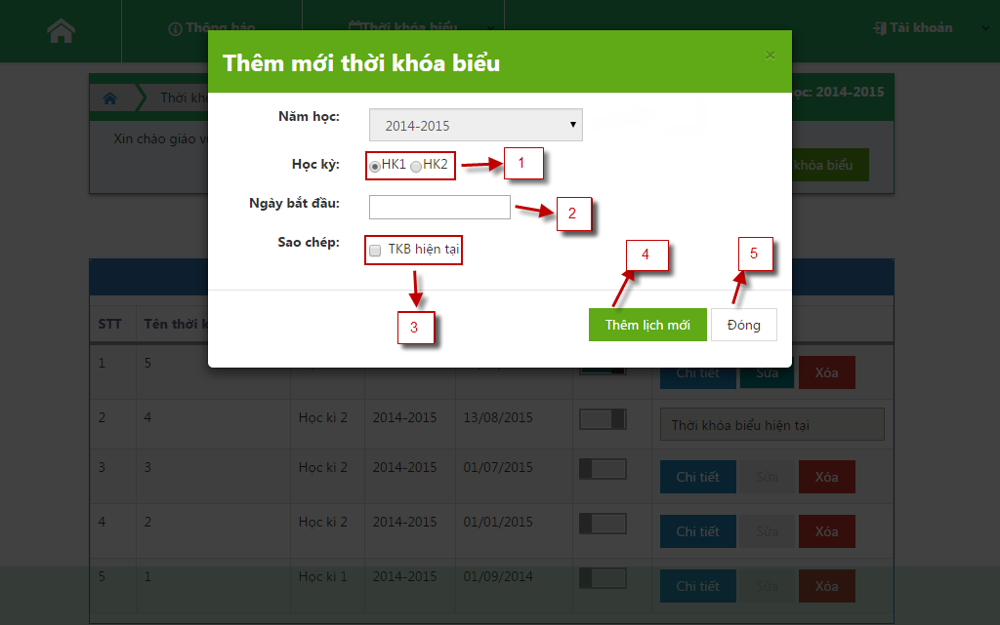 Thông báo
Thời khóa biểu
Tài khoản
Thêm mới thời khóa biểu
×
Thời kh
ọc: 2014-2015
Xin chào giáo v
khóa biểu
Năm học:
2014-2015
Học kỳ:
HK1 HK2
1
Ngày bắt đầu:
2
Sao chép:
TKB hiện tại
3
4
5
Thêm lịch mới
Đóng
STT Tên thời k
1 5 Chi tiết Sửa Xóa
2 4 Học kì 2 2014-2015 13/08/2015 Thời khóa biểu hiện tại
3 3 Học kì 2 2014-2015 01/07/2015 Chi tiết Sửa Xóa
4 2 Học kì 2 2014-2015 01/01/2015 Chi tiết Sửa Xóa
5 1 Học kì 1 2014-2015 01/09/2014 Chi tiết Sửa Xóa